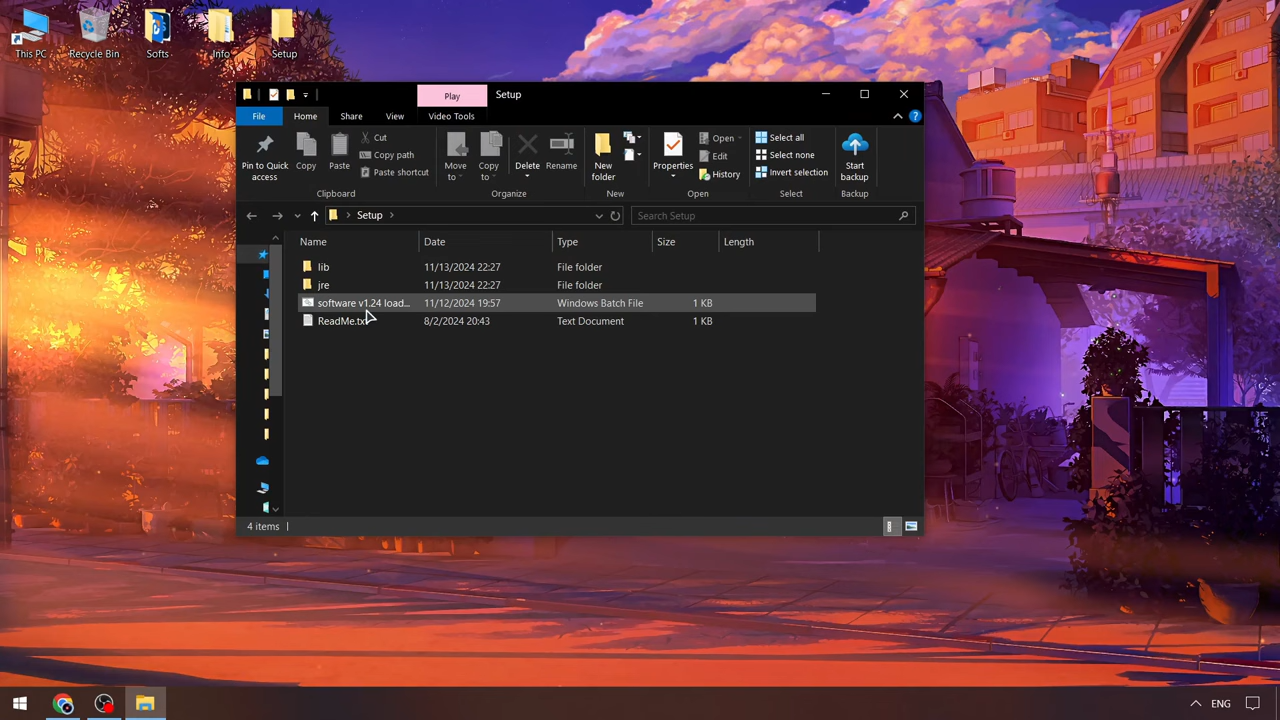 This PC
Recycle Bin
Softs
Info
Setup
Play
Setup
File
Home
Share
View
Video Tools
Pin to Quick access
Copy
Paste
Cut
Copy path
Paste shortcut
Move to
Copy to
Delete
Rename
New folder
Properties
Open
Edit
History
Select all
Select none
Invert selection
Start backup
Clipboard
Organize
New
Open
Select
Backup
Setup
Search Setup
Name Date Type Size Length
lib 11/13/2024 22:27 File folder
jre 11/13/2024 22:27 File folder
software v1.24 load... 11/12/2024 19:57 Windows Batch File 1 KB
ReadMe.txt 8/2/2024 20:43 Text Document 1 KB
4 items
ENG